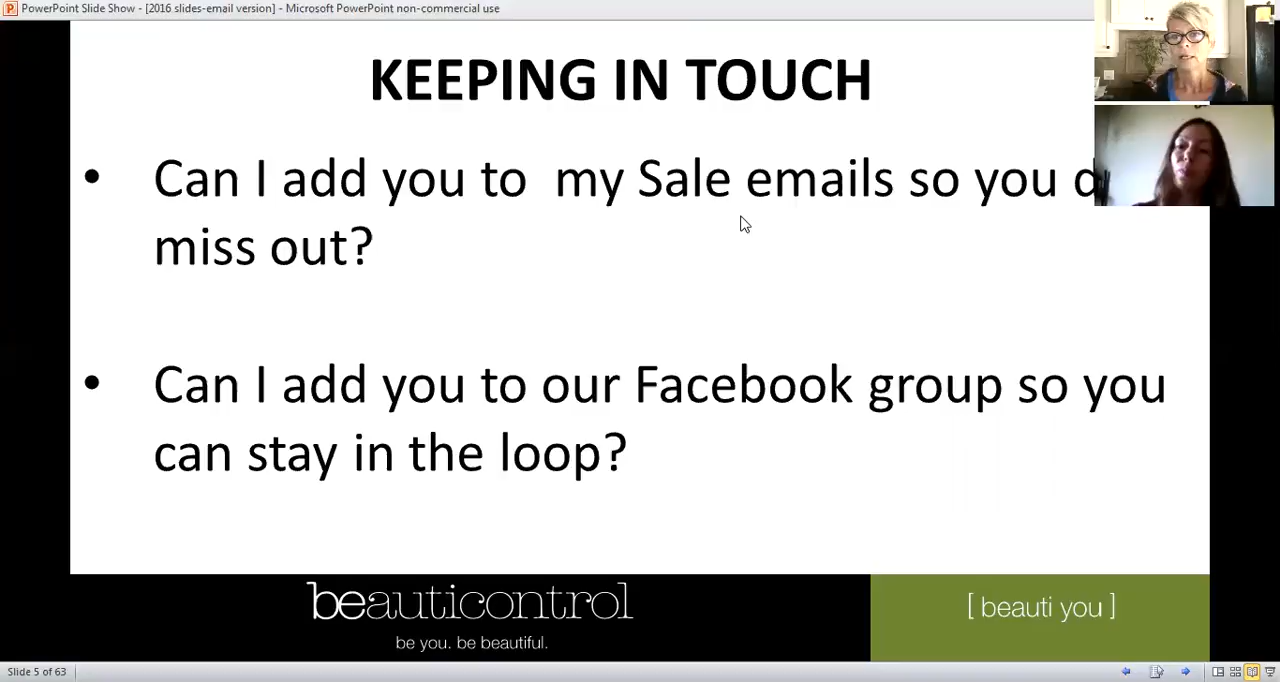 PowerPoint Slide Show - [2016 slides-email version] - Microsoft PowerPoint non-commercial use
KEEPING IN TOUCH
• Can I add you to  my Sale emails so you
miss out?
• Can I add you to our Facebook group so you
can stay in the loop?
beauticontrol
be you. be beautiful.
[ beauti you ]
Slide 5 of 63